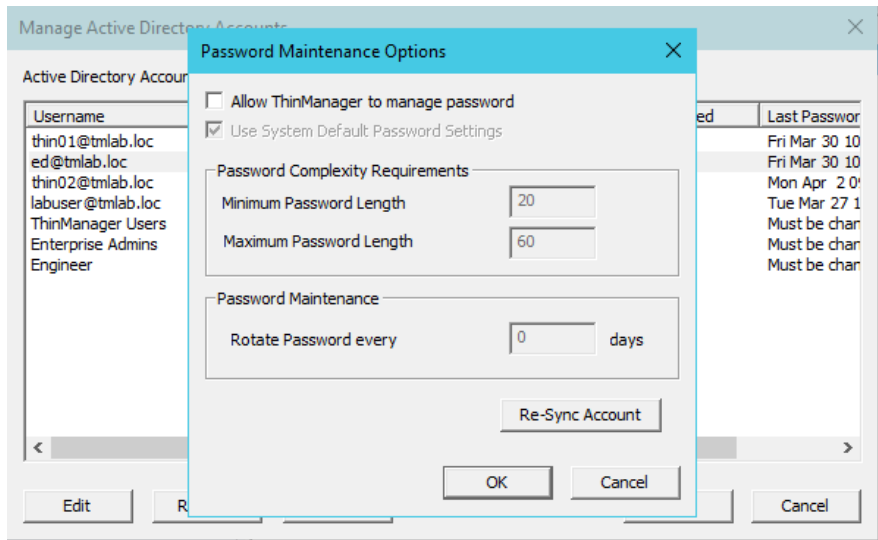 Manage Active Directory Accounts
Password Maintenance Options
Active Directory Accoun
Allow ThinManager to manage password
Use System Default Password Settings
Username
ed
Last Passwor
thin01@tmlab.loc
Fri Mar 30 10
ed@tmlab.loc
Fri Mar 30 10
thin02@tmlab.loc
Mon Apr 2 0
labuser@tmlab.loc
Tue Mar 27 1
ThinManager Users
Must be chan
Enterprise Admins
Must be chan
Engineer
Must be chan
Password Complexity Requirements
Minimum Password Length
20
Maximum Password Length
60
Password Maintenance
Rotate Password every
0
days
Re-Sync Account
OK
Cancel
Edit
R
Cancel